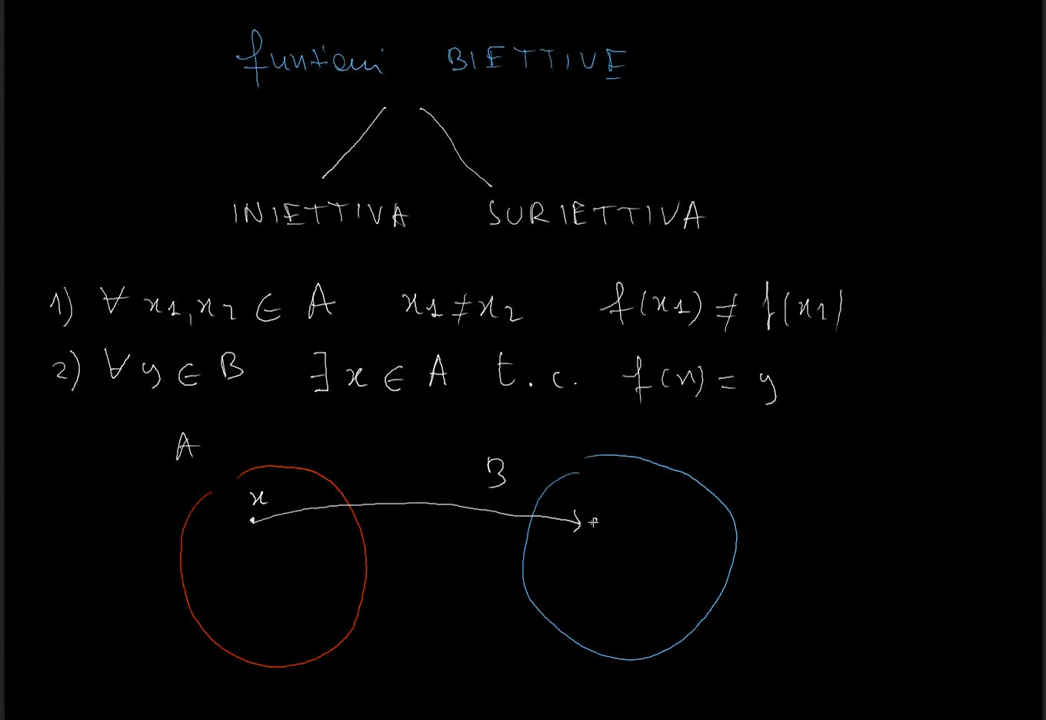 funzioni BIETTIVE
INIETTIVA SURIETTIVA
1) ∀ x1, x2 ∈ A x1 ≠ x2 f(x1) ≠ f(x2)
2) ∀ y ∈ B ∃ x ∈ A t.c. f(x) = y
A
B
x